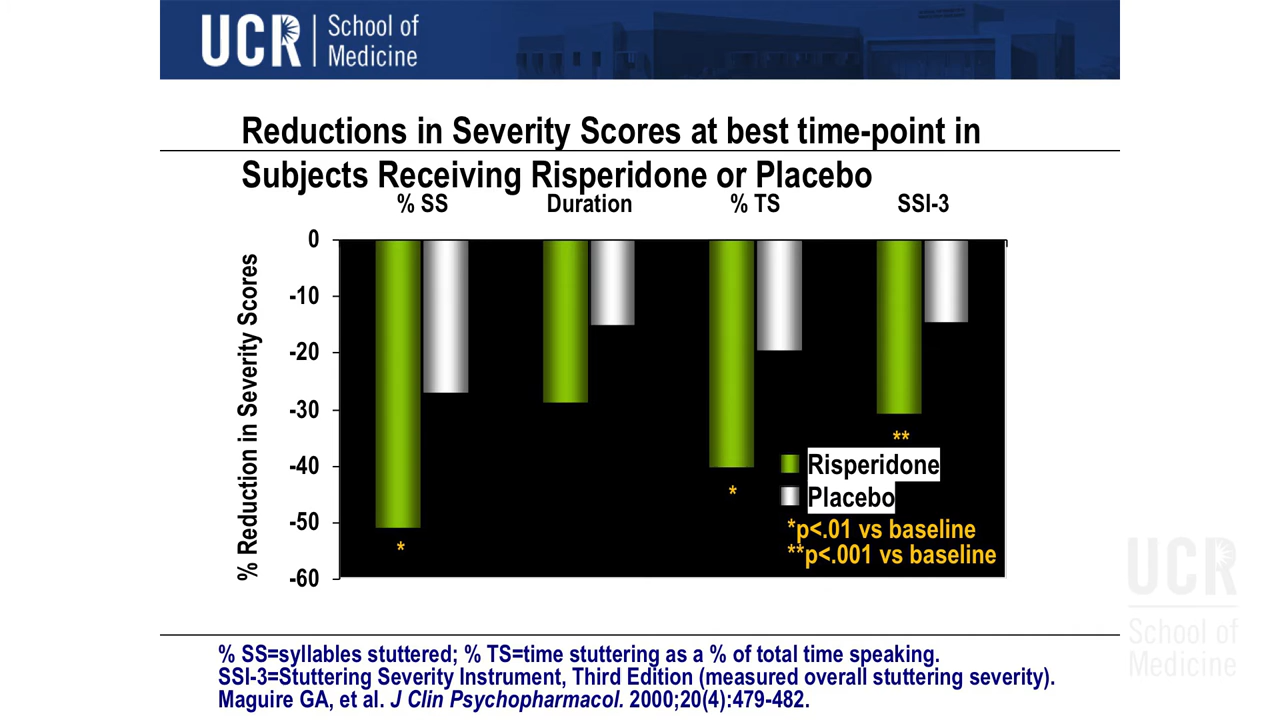 UCR School of
Medicine
Reductions in Severity Scores at best time-point in
Subjects Receiving Risperidone or Placebo
% SS Duration % TS SSI-3
% Reduction in Severity Scores
0
-10
-20
-30
-40
-50
-60
*
*
**
Risperidone
Placebo
*p<.01 vs baseline
**p<.001 vs baseline
% SS=syllables stuttered; % TS=time stuttering as a % of total time speaking.
SSI-3=Stuttering Severity Instrument, Third Edition (measured overall stuttering severity).
Maguire GA, et al. J Clin Psychopharmacol. 2000;20(4):479-482.
UCR
School of
Medicine